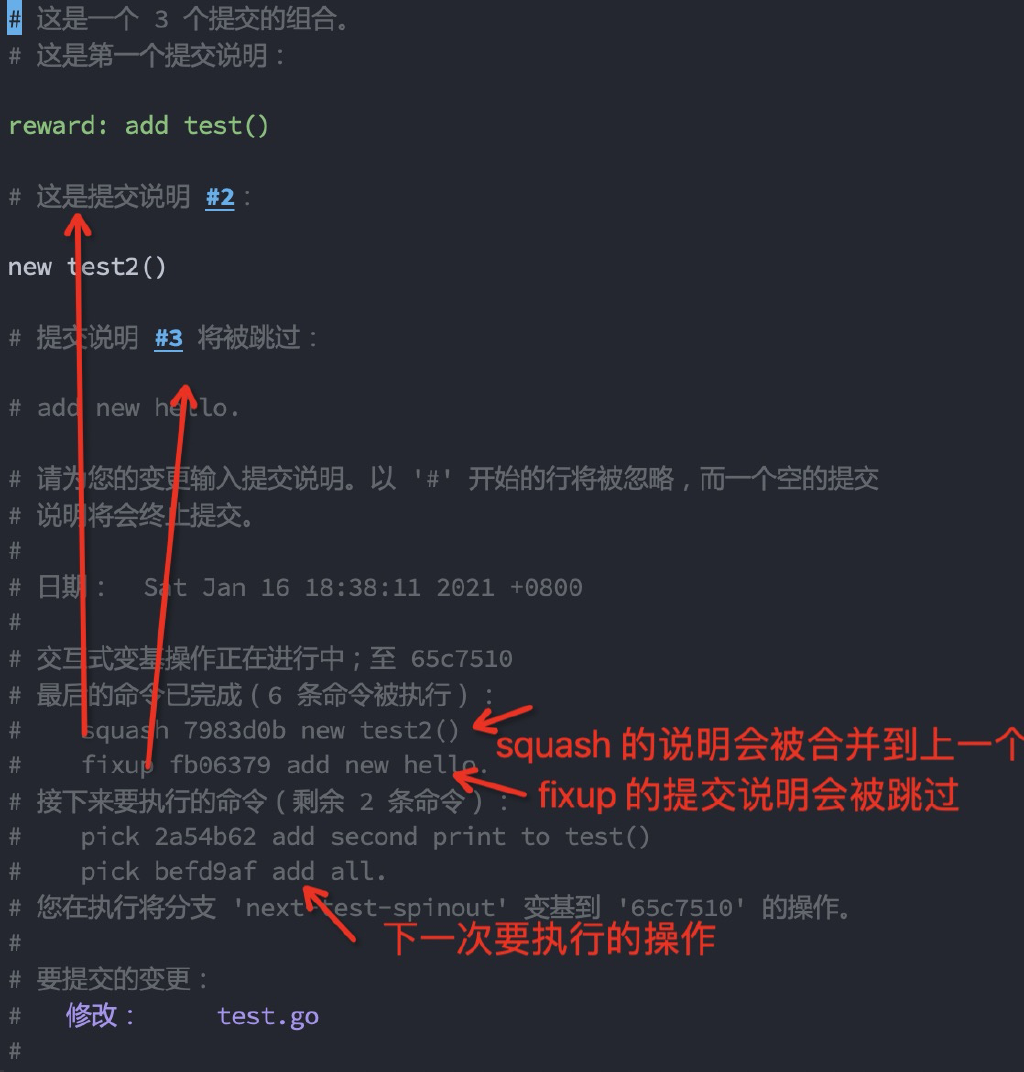 # 这是一个 3 个提交的组合。
# 这是第一个提交说明：
reward: add test()
# 这是提交说明 #2：
new test2()
# 提交说明 #3 将被跳过：
# add new hello.
# 请为您的变更输入提交说明。以 '#' 开始的行将被忽略，而一个空的提交
# 说明将会终止提交。
#
# 日期：  Sat Jan 16 18:38:11 2021 +0800
#
# 交互式变基操作正在进行中；至 65c7510
# 最后的命令已完成（6 条命令被执行）：
#    squash 7983d0b new test2()
squash 的说明会被合并到上一个
#    fixup fb06379 add new hello.
fixup 的提交说明会被跳过
# 接下来要执行的命令（剩余 2 条命令）：
#    pick 2a54b62 add second print to test()
#    pick befd9af add all.
# 您在执行将分支 'next-test-spinout' 变基到 '65c7510' 的操作。
下一次要执行的操作
#
# 要提交的变更：
#   修改：     test.go
#